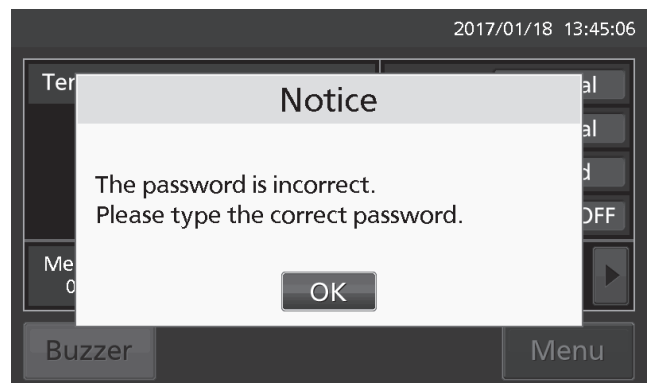 2017/01/18 13:45:06
Notice
The password is incorrect.
Please type the correct password.
OK
Buzzer
Menu